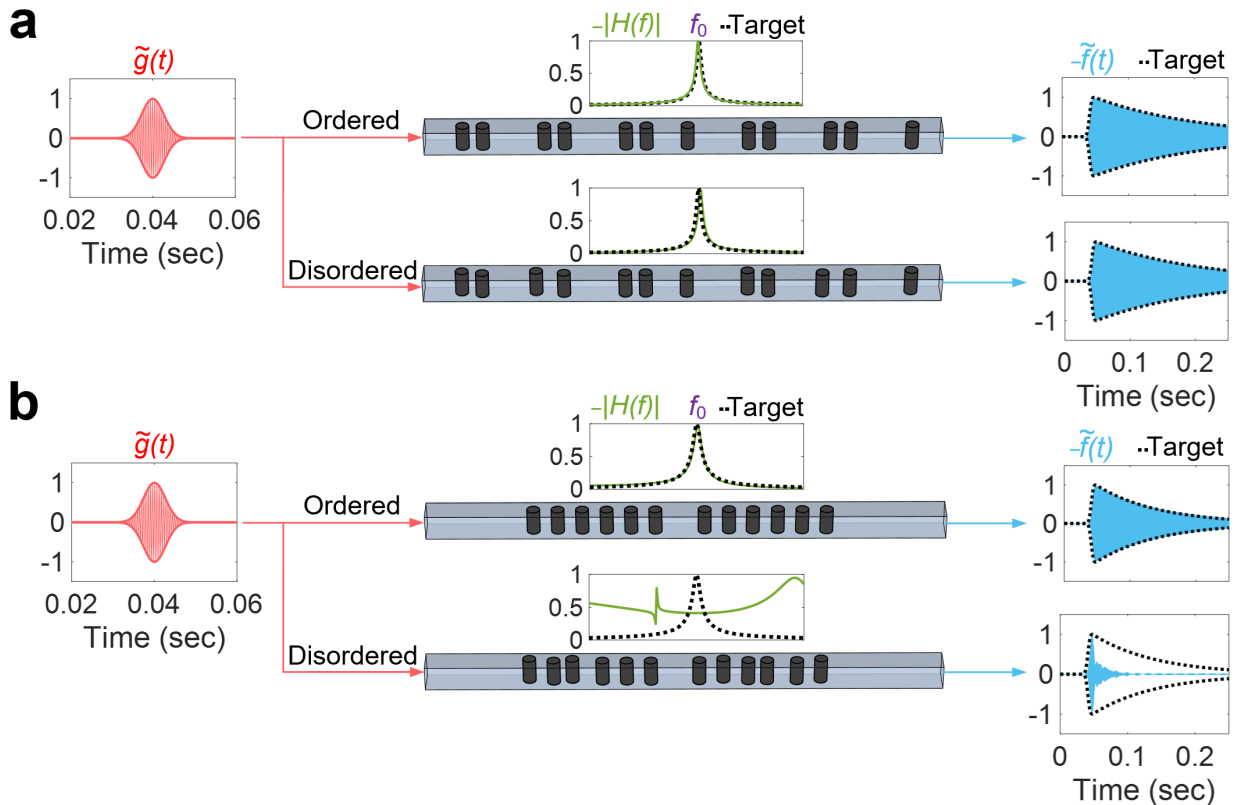 a
g̃(t)
1
0
-1
0.02 0.04 0.06
Time (sec)
Ordered
Disordered
–|H(f)| f₀ Target
1
0.5
0
1
0.5
0
–f̃(t) Target
1
0
-1
1
0
-1
0 0.1 0.2
Time (sec)
b
g̃(t)
1
0
-1
0.02 0.04 0.06
Time (sec)
Ordered
Disordered
–|H(f)| f₀ Target
1
0.5
0
1
0.5
0
–f̃(t) Target
1
0
-1
1
0
-1
0 0.1 0.2
Time (sec)